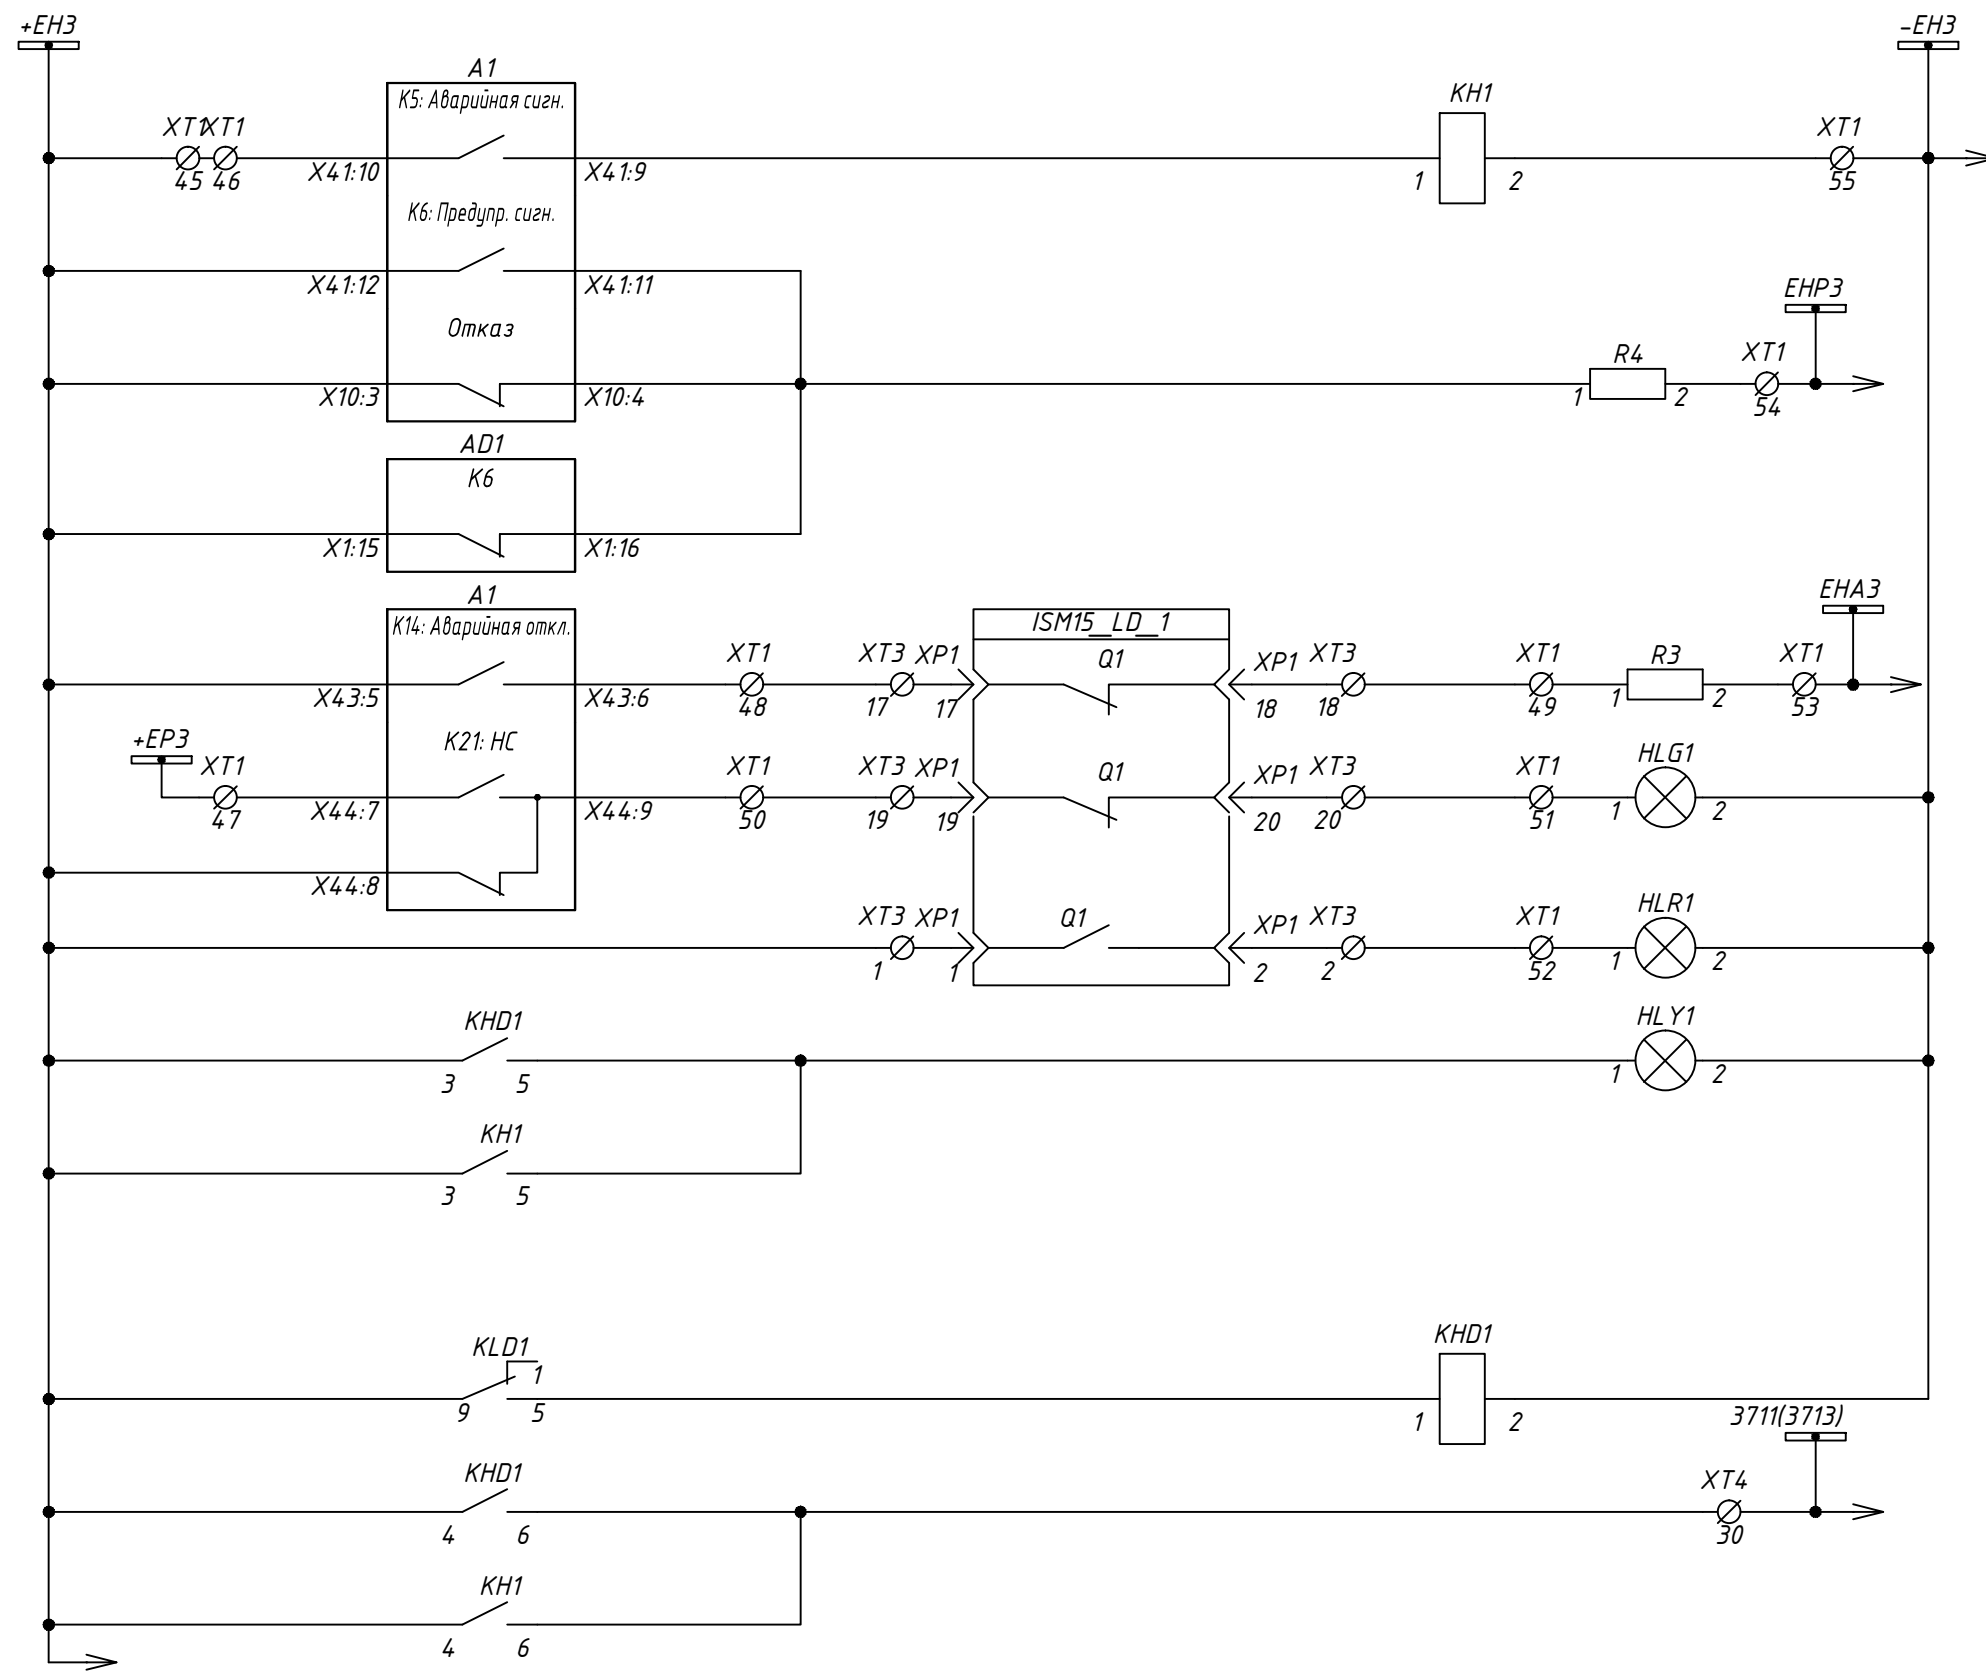 +EH3
-EH3
A1
K5: Аварийная сигн.
KH1
XT1 XT1
XT1
45 46
X41:10
X41:9
1
2
55
K6: Предупр. сигн.
X41:12
X41:11
EHP3
Отказ
R4
XT1
X10:3
X10:4
1
2
54
AD1
K6
X1:15
X1:16
A1
EHA3
K14: Аварийная откл.
ISM15_LD_1
XT1
XT3 XP1
Q1
XP1 XT3
XT1
R3
XT1
X43:5
X43:6
48
17
17
18
18
49
1
2
53
+EP3
K21: НС
HLG1
XT1
XT1
XT3 XP1
Q1
XP1 XT3
XT1
47
X44:7
X44:9
50
19
19
20
20
51
1
2
X44:8
HLR1
XT3 XP1
Q1
XP1 XT3
XT1
1
1
2
2
52
1
2
KHD1
HLY1
3
5
1
2
KH1
3
5
KLD1
KHD1
1
9
5
1
2
3711(3713)
KHD1
XT4
4
6
30
KH1
4
6